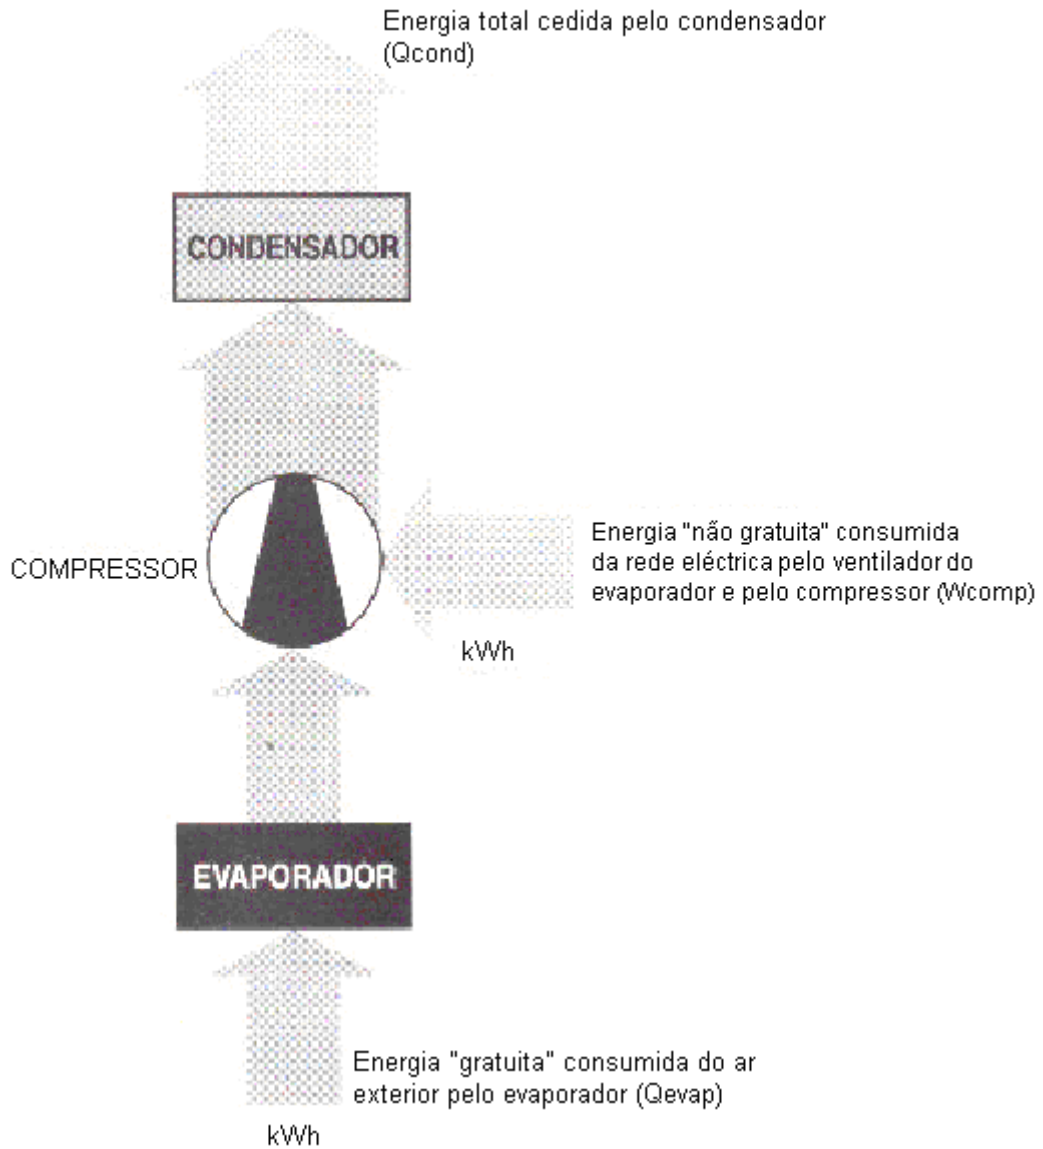 Energia total cedida pelo condensador
(Qcond)
CONDENSADOR
COMPRESSOR
Energia "não gratuita" consumida
da rede eléctrica pelo ventilador do
evaporador e pelo compressor (Wcomp)
kWh
EVAPORADOR
Energia "gratuita" consumida do ar
exterior pelo evaporador (Qevap)
kWh